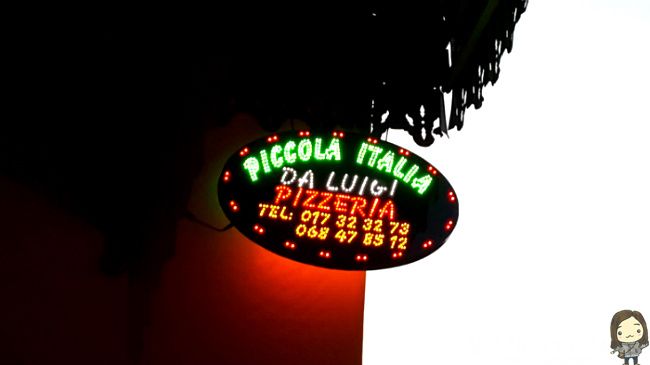 PICCOLA ITALIA
DA LUIGI
PIZZERIA
TEL: 017 32 32 73
068 47 85 12